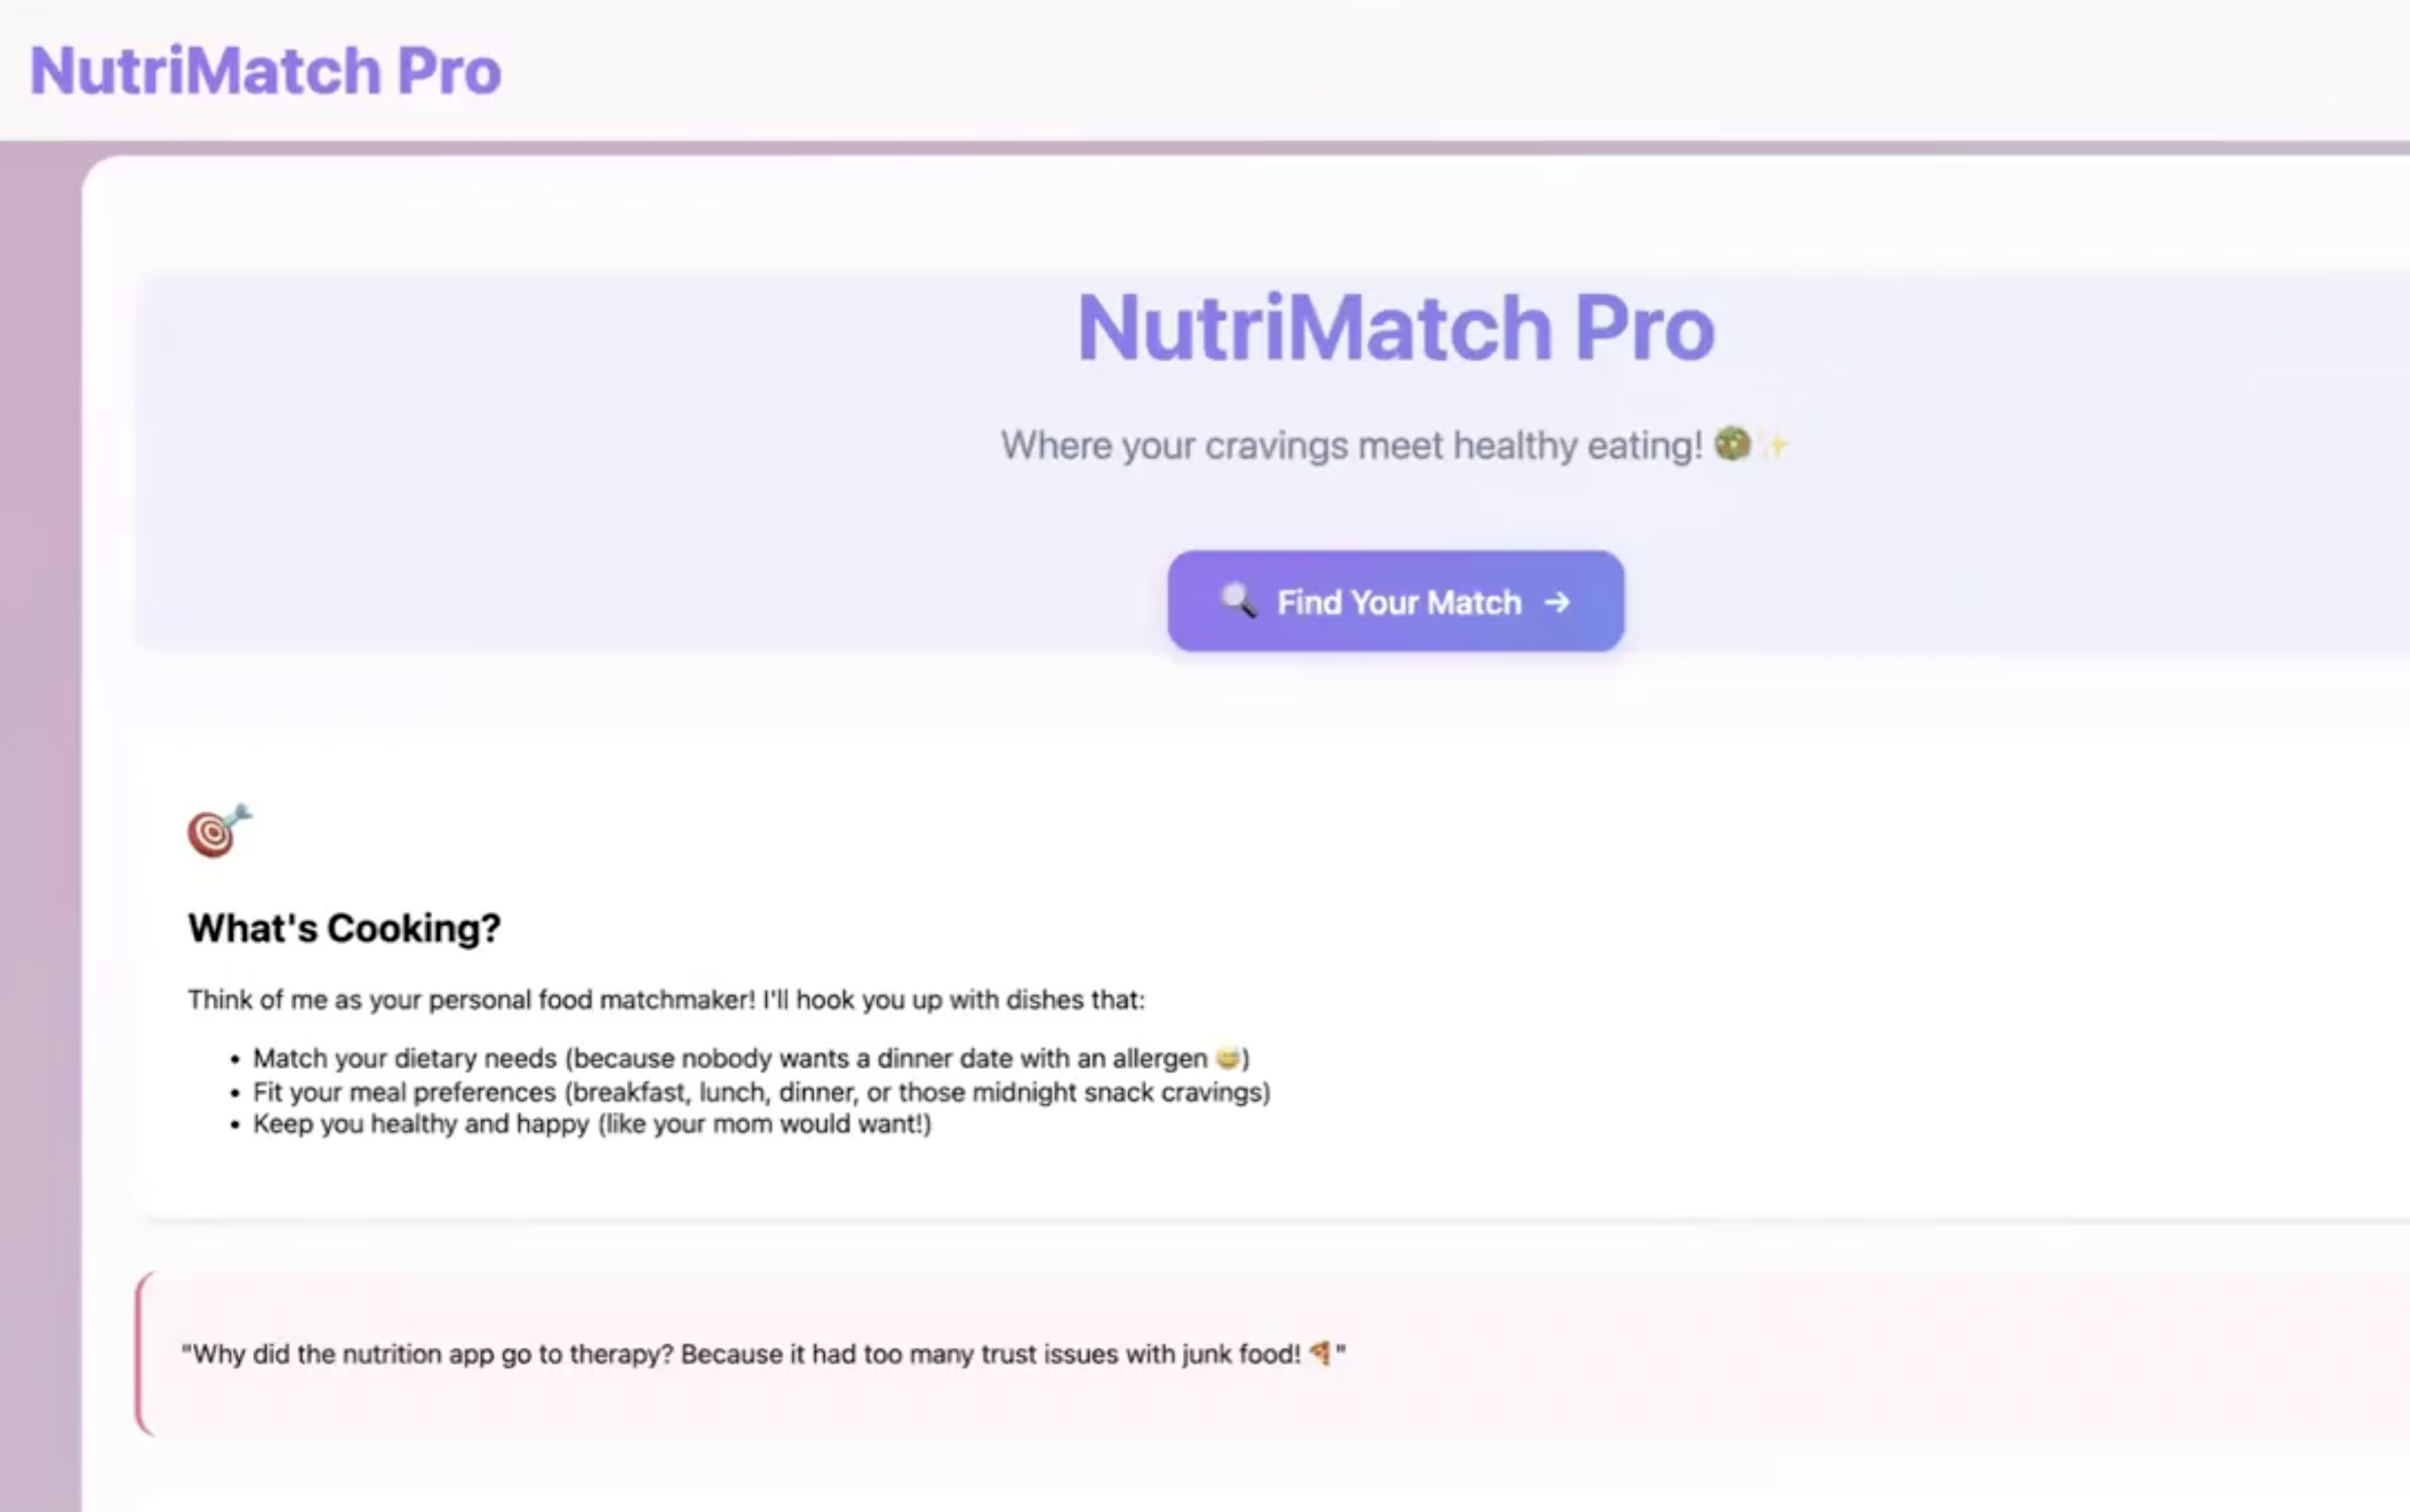 NutriMatch Pro
NutriMatch Pro
Where your cravings meet healthy eating! 🥗✨
🔍 Find Your Match →
What's Cooking?
Think of me as your personal food matchmaker! I'll hook you up with dishes that:
• Match your dietary needs (because nobody wants a dinner date with an allergen 😅)
• Fit your meal preferences (breakfast, lunch, dinner, or those midnight snack cravings)
• Keep you healthy and happy (like your mom would want!)
"Why did the nutrition app go to therapy? Because it had too many trust issues with junk food! 🍕"